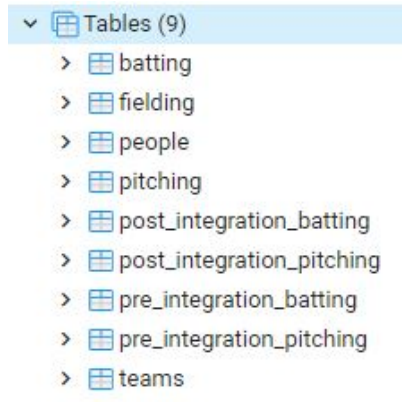 Tables (9)
batting
fielding
people
pitching
post_integration_batting
post_integration_pitching
pre_integration_batting
pre_integration_pitching
teams